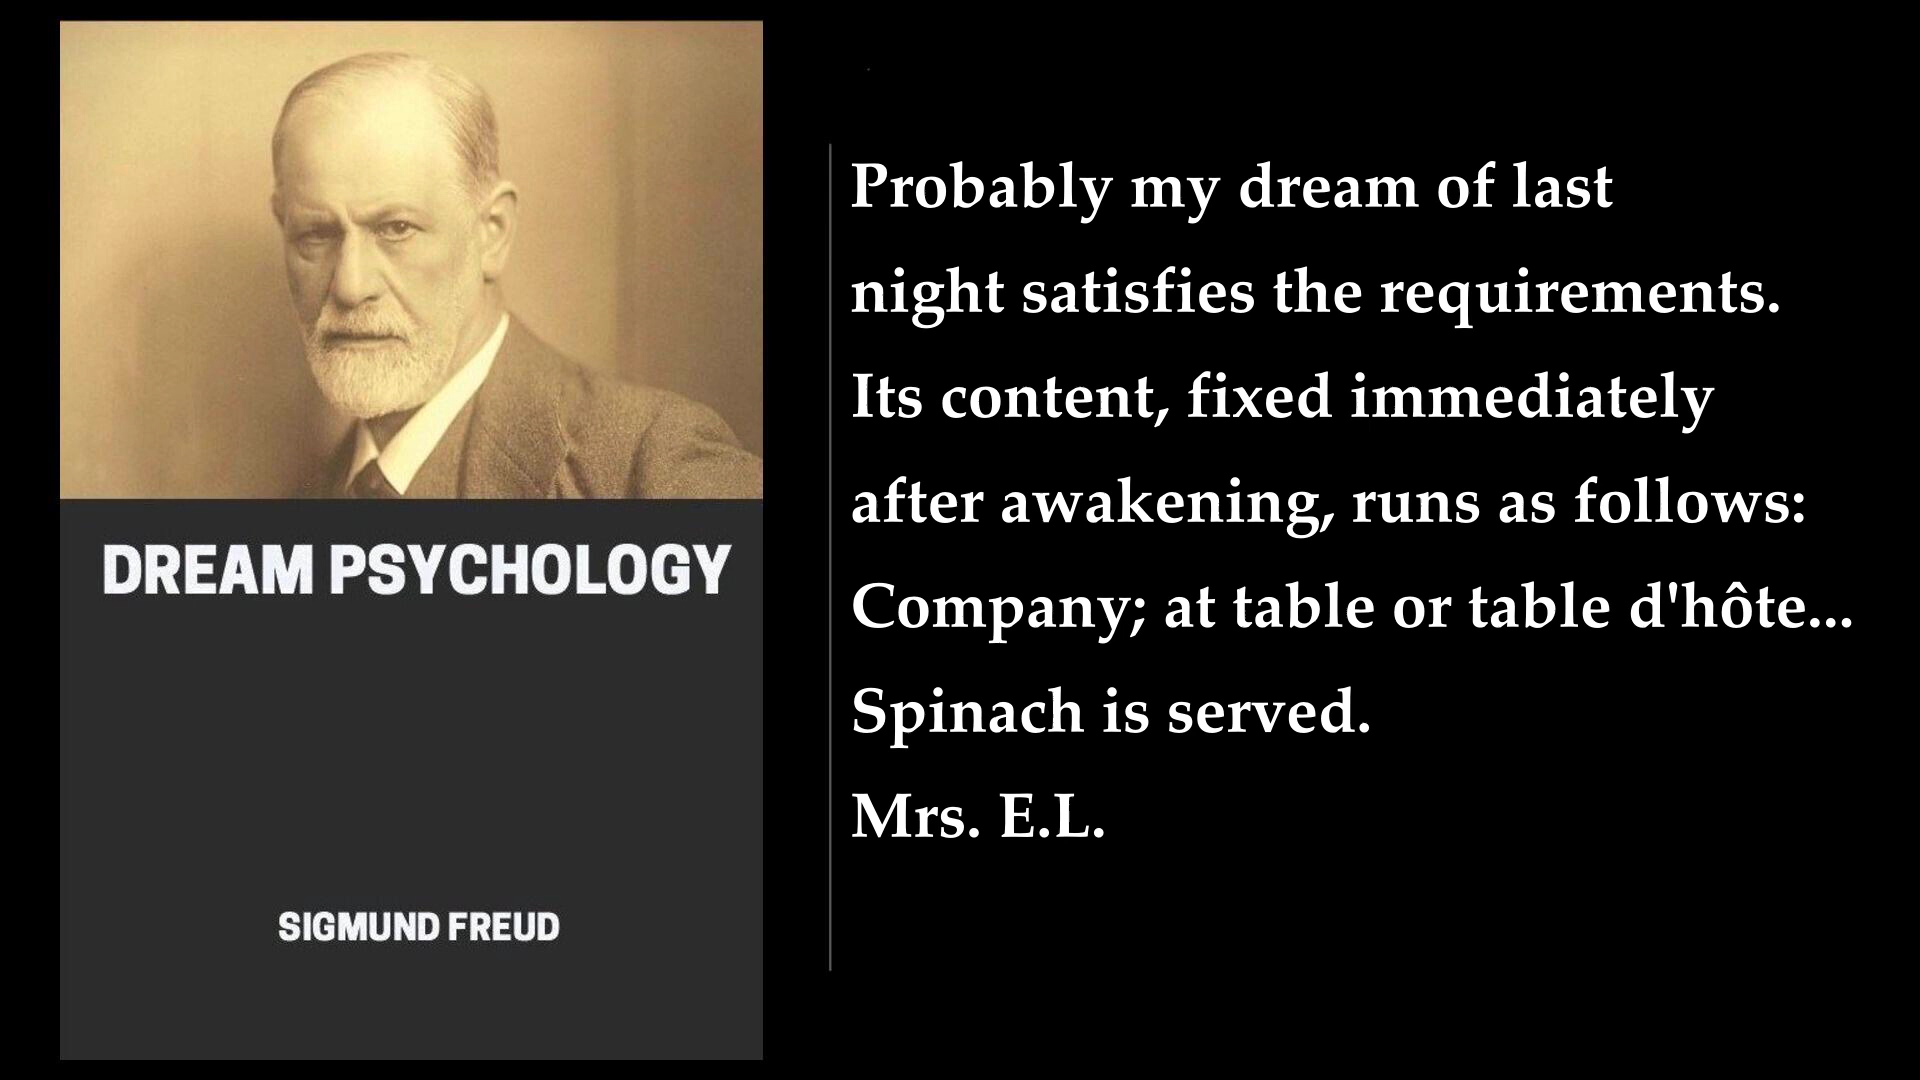 DREAM PSYCHOLOGY
SIGMUND FREUD
Probably my dream of last
night satisfies the requirements.
Its content, fixed immediately
after awakening, runs as follows:
Company; at table or table d'hôte...
Spinach is served.
Mrs. E.L.